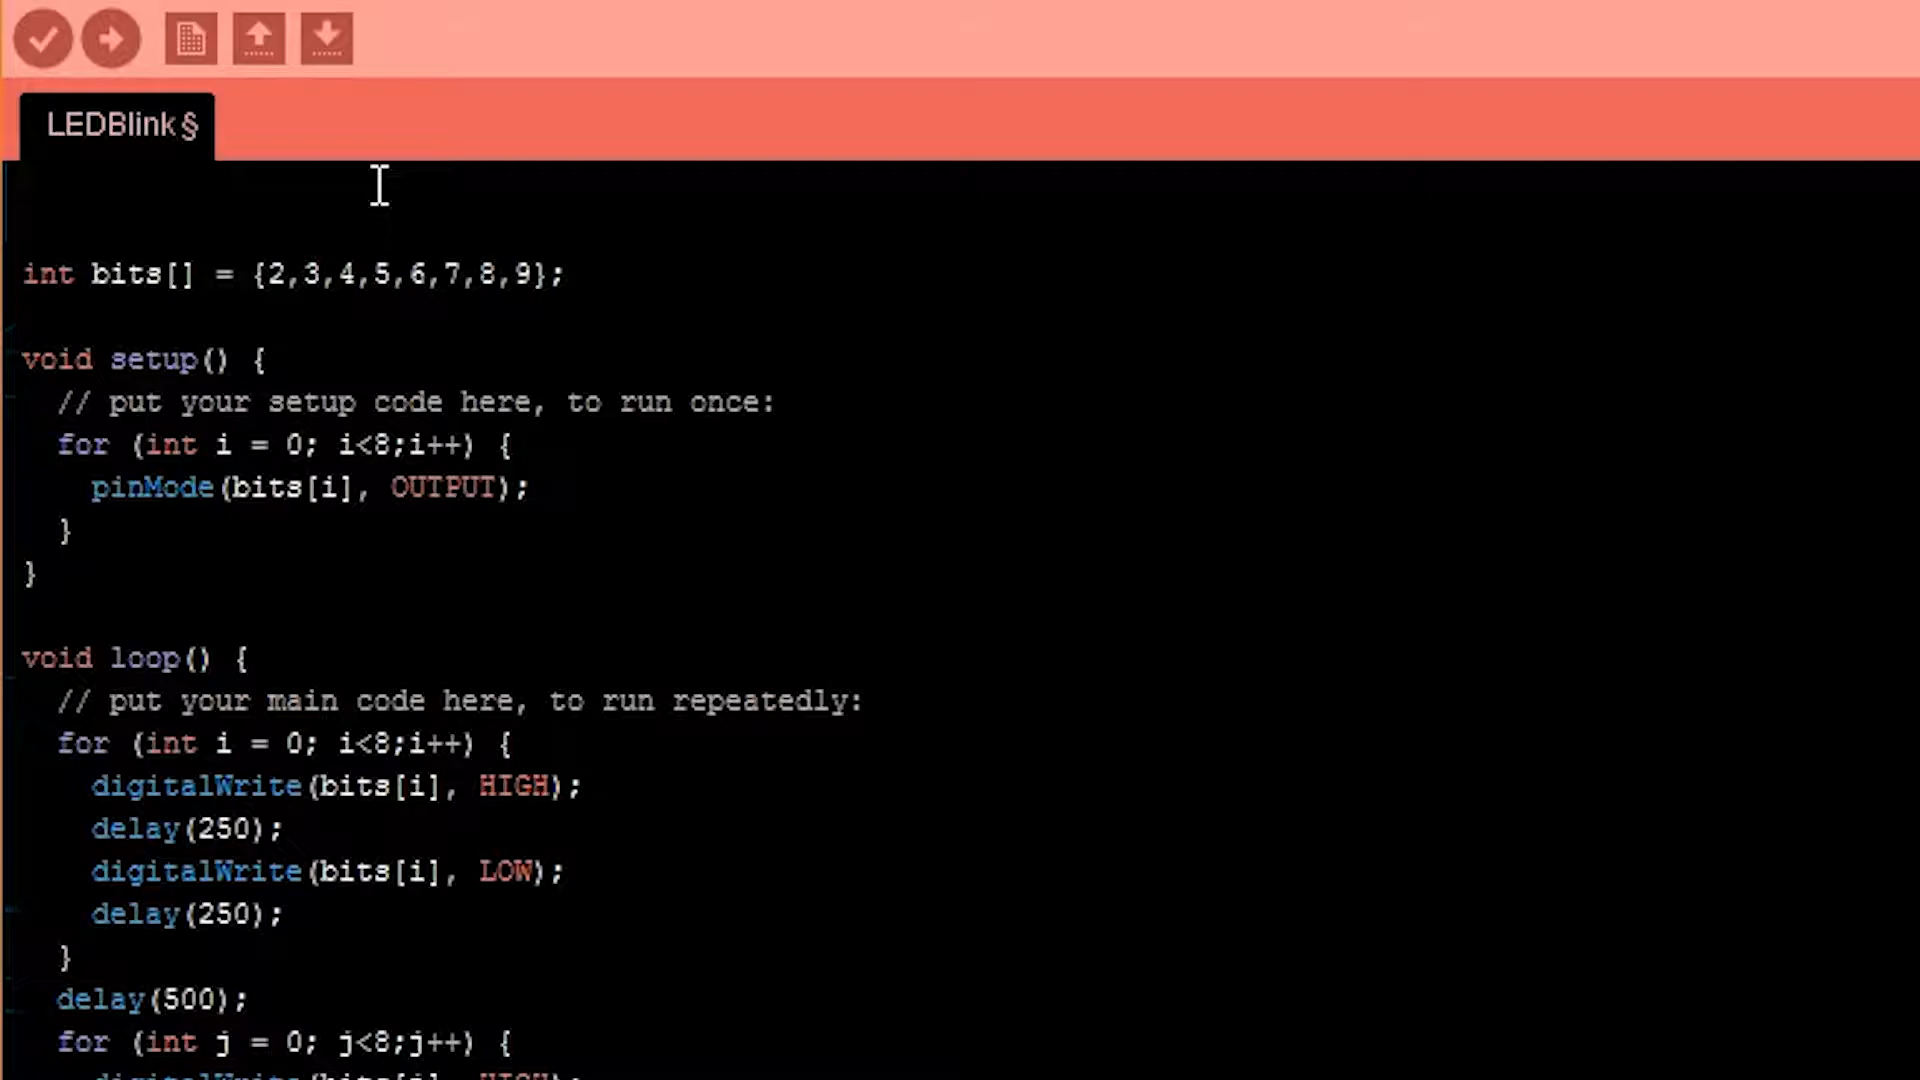 LEDBlink §
int bits[] = {2,3,4,5,6,7,8,9};
void setup() {
// put your setup code here, to run once:
for (int i = 0; i<8;i++) {
pinMode(bits[i], OUTPUT);
}
}
void loop() {
// put your main code here, to run repeatedly:
for (int i = 0; i<8;i++) {
digitalWrite(bits[i], HIGH);
delay(250);
digitalWrite(bits[i], LOW);
delay(250);
}
delay(500);
for (int j = 0; j<8;j++) {